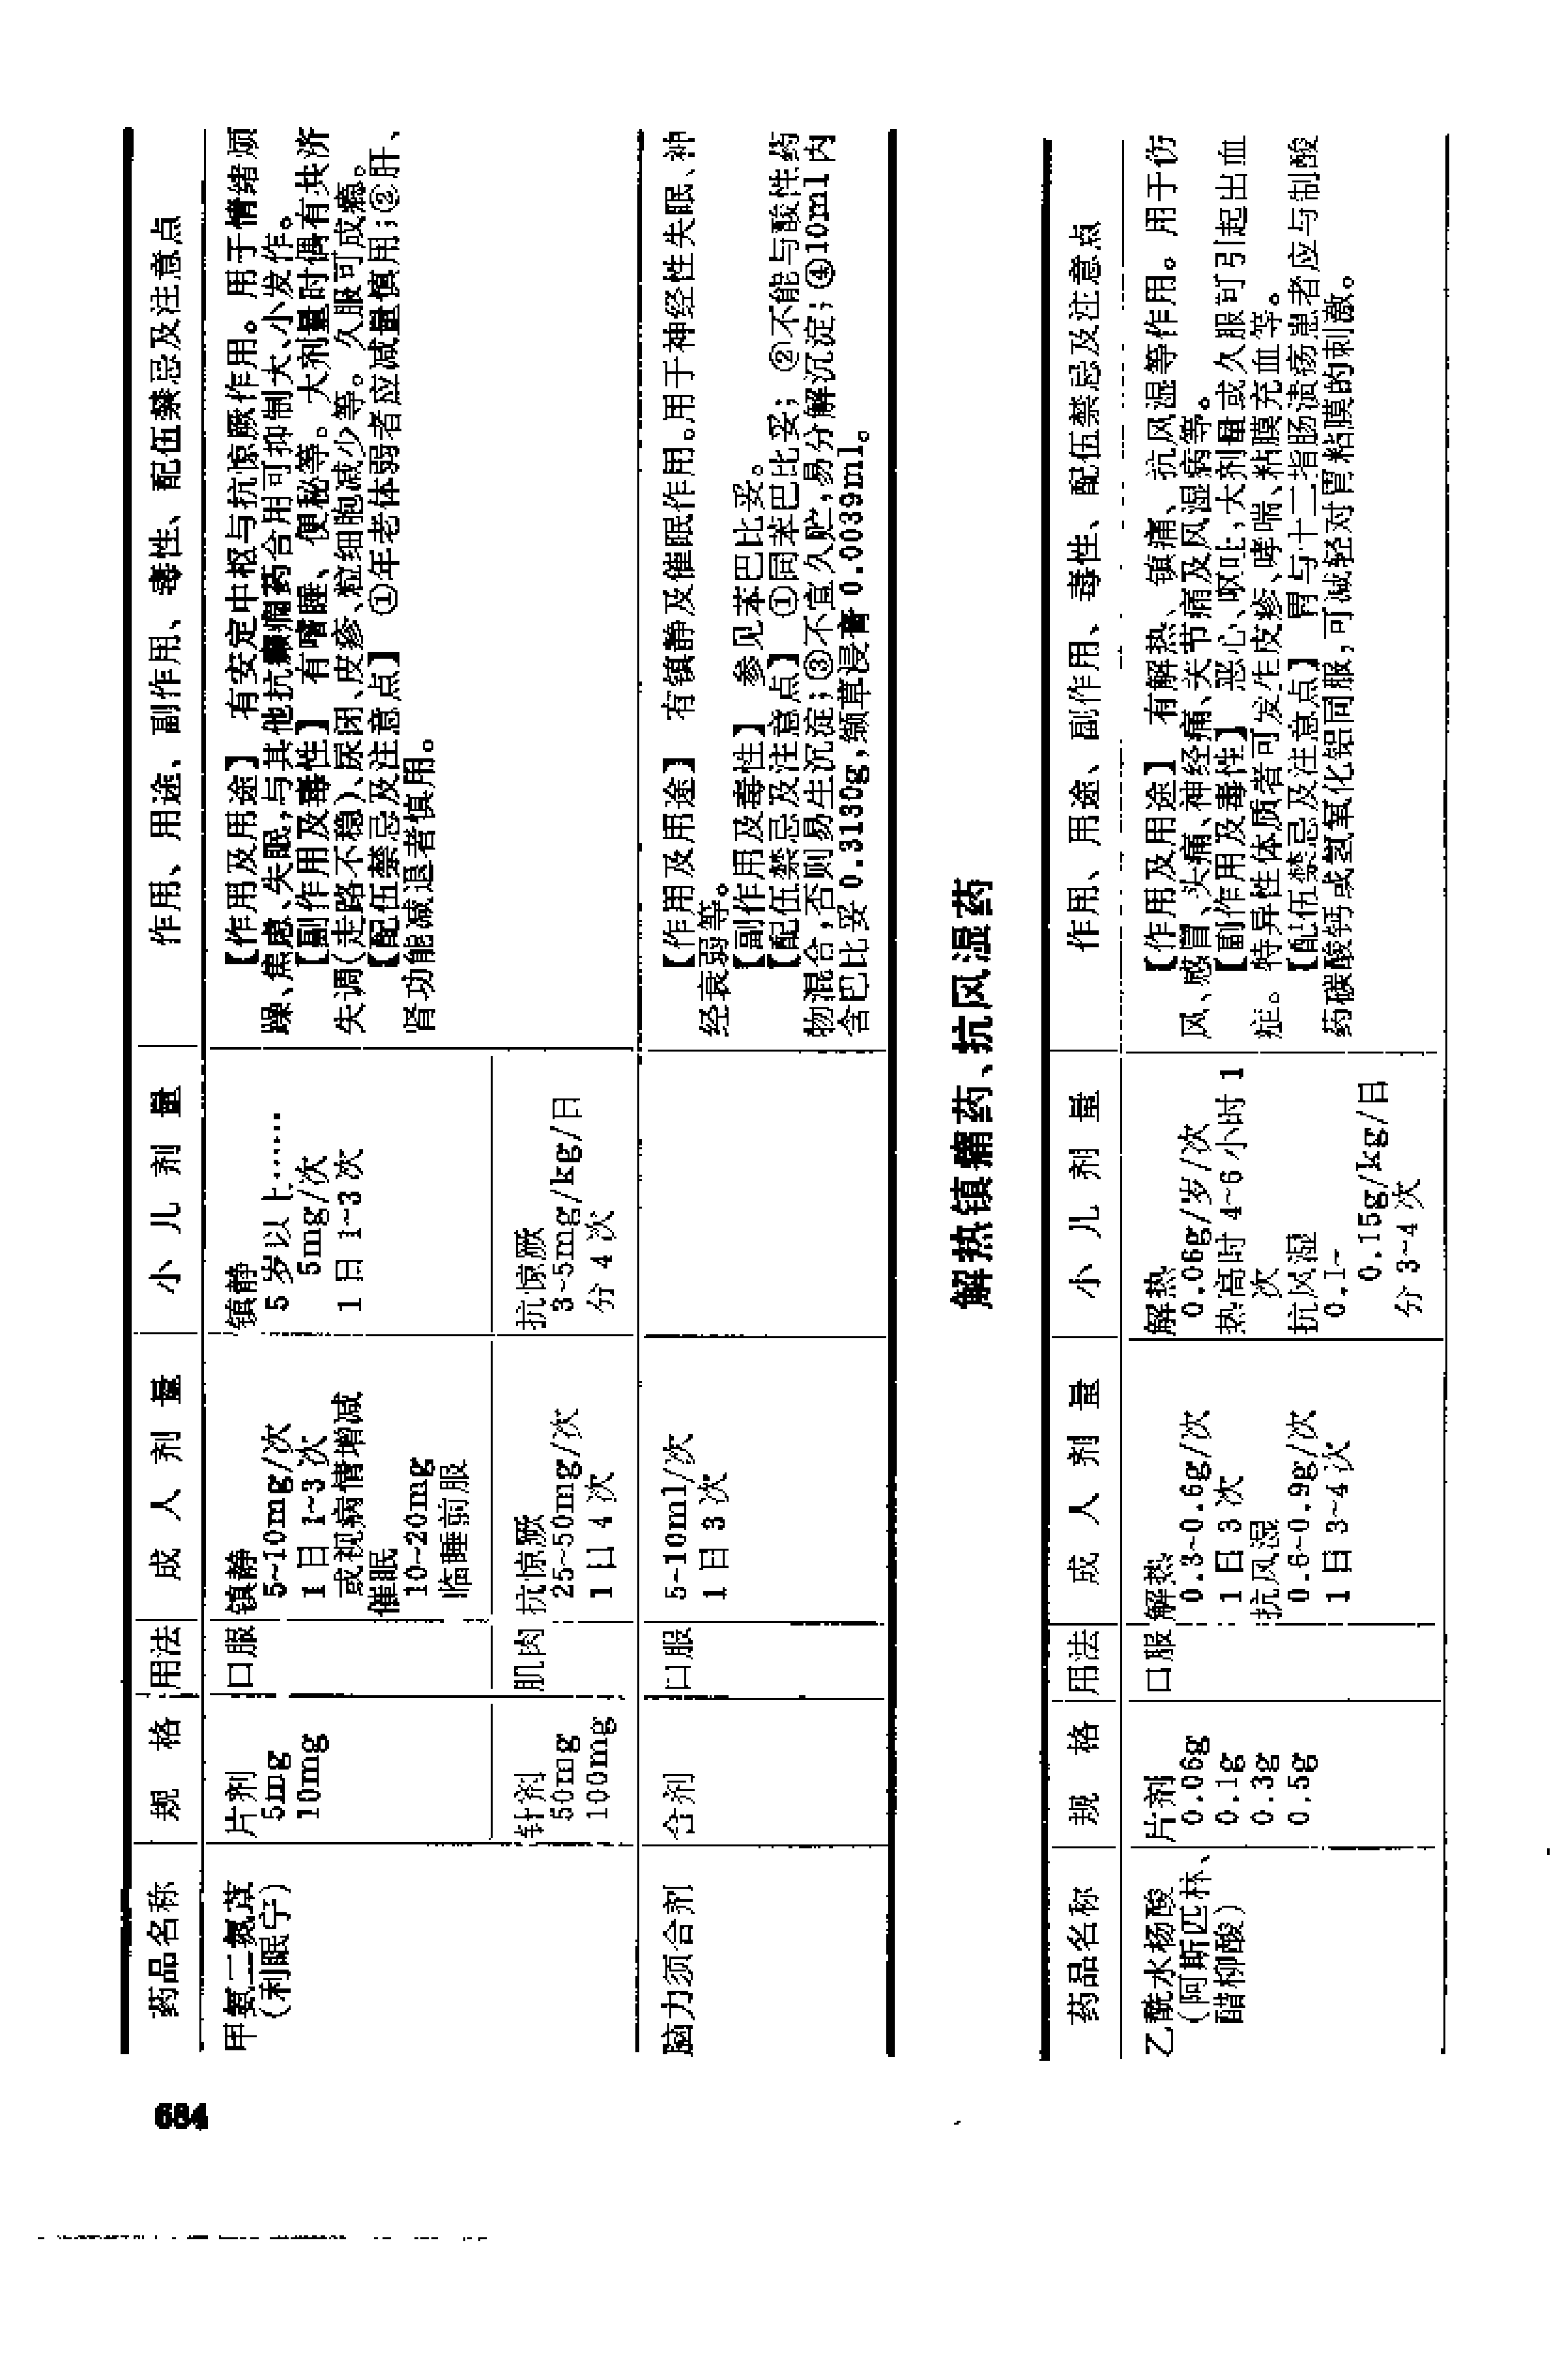 684
药品名称 规格 用法 成人剂量 小儿剂量 作用、用途、副作用、毒性、配伍禁忌及注意点
甲氨二氮䓬
(利眠宁)
片剂
5mg
10mg
口服
镇静
5~10mg/次
1日1~3次
或视病情增减
催眠
10~20mg
临睡前服
镇静
5岁以上……
5mg/次
1日1~3次
针剂
50mg
100mg
肌肉
抗惊厥
25~50mg/次
1日4次
抗惊厥
3~5mg/kg/日
分4次
【作用及用途】 有安定中枢与抗惊厥作用。用于情绪烦
躁、焦虑、失眠,与其他抗癫痫药合用可抑制大、小发作。
【副作用及毒性】 有嗜睡、便秘等。大剂量时偶有共济
失调(走路不稳)、尿闭、皮疹、粒细胞减少等。久服可成瘾。
【配伍禁忌及注意点】 ①年老体弱者应减量慎用;②肝、
肾功能减退者慎用。
脑力须合剂
合剂
口服
5~10ml/次
1日3次
【作用及用途】 有镇静及催眠作用。用于神经性失眠、神
经衰弱等。
【副作用及毒性】 参见苯巴比妥。
【配伍禁忌及注意点】 ①同苯巴比妥; ②不能与酸性药
物混合,否则易生沉淀;③不宜久贮,易分解沉淀;④10ml内
含巴比妥0.3130g,缬草浸膏0.0039ml。
解热镇痛药、抗风湿药
药品名称 规格 用法 成人剂量 小儿剂量 作用、用途、副作用、毒性、配伍禁忌及注意点
乙酰水杨酸
(阿斯匹林、
醋柳酸)
片剂
0.06g
0.1g
0.3g
0.5g
口服
解热
0.3~0.6g/次
1日3次
抗风湿
0.6~0.9g/次
1日3~4次
解热
0.06g/岁/次
热高时4~6小时1
次
抗风湿
0.1~
0.15g/kg/日
分3~4次
【作用及用途】 有解热、镇痛、抗风湿等作用。用于伤
风、感冒、头痛、神经痛、关节痛及风湿病等。
【副作用及毒性】 恶心、呕吐,大剂量或久服可引起出血
症。特异性体质者可发生皮疹、哮喘、粘膜充血等。
【配伍禁忌及注意点】 胃与十二指肠溃疡患者应与制酸
药碳酸钙或氢氧化铝同服,可减轻对胃粘膜的刺激。